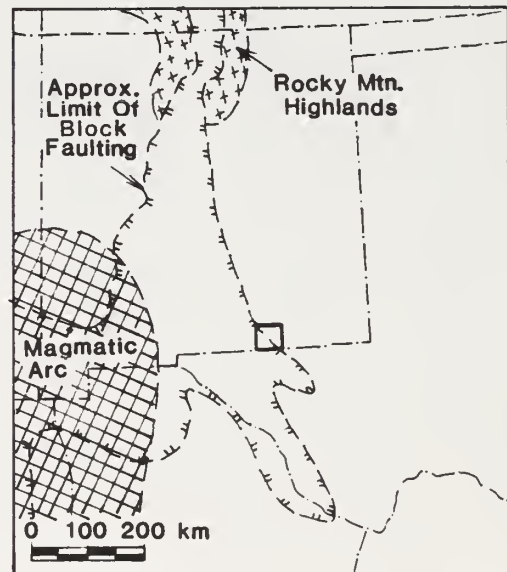 Approx.
Limit Of
Block
Faulting
Rocky Mtn.
Highlands
Magmatic
Arc
0 100 200 km